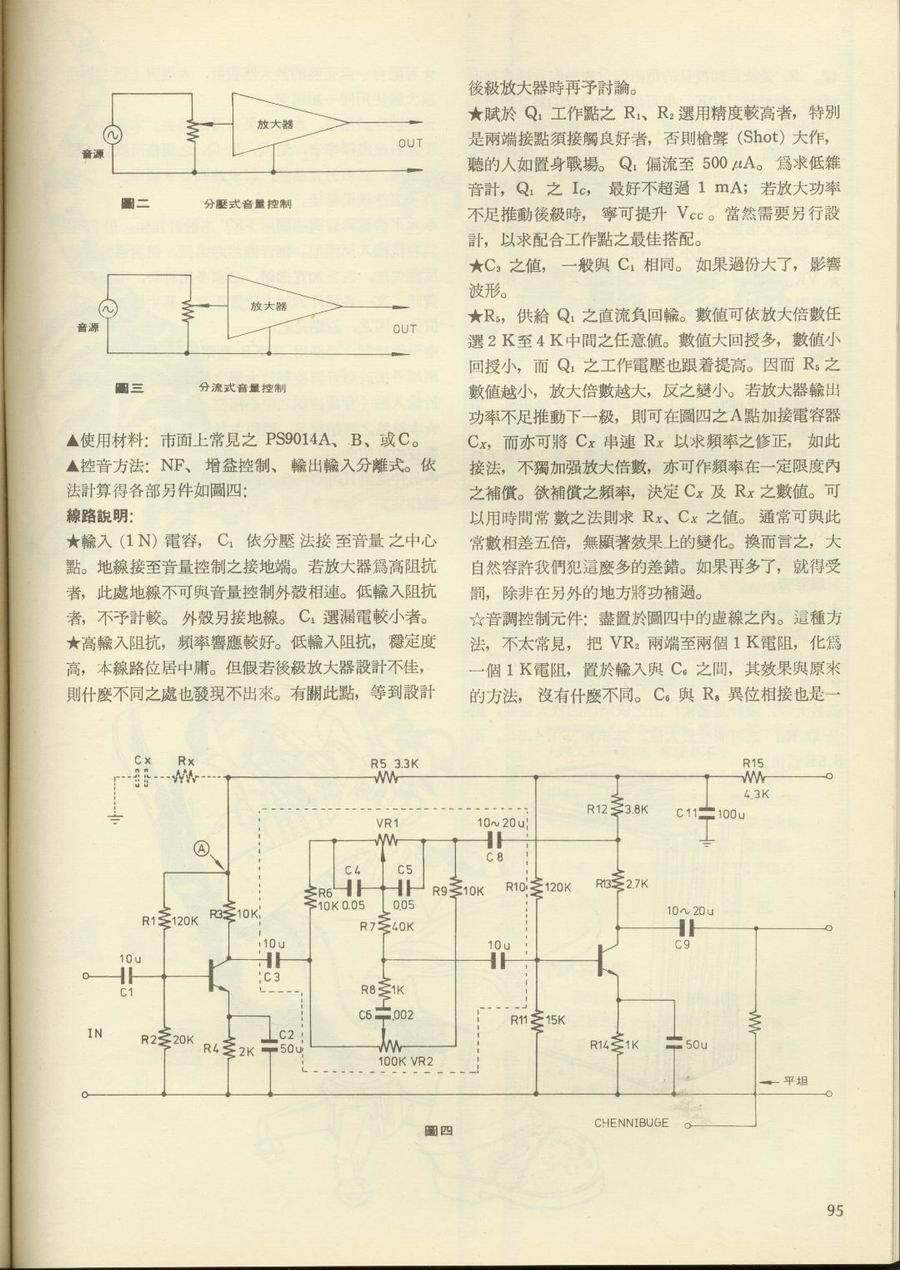 音源
放大器
OUT
圖二 分壓式音量控制
音源
放大器
OUT
圖三 分流式音量控制
▲使用材料：市面上常見之 PS9014A、B、或C。
▲控音方法：NF、增益控制、輸出輸入分離式。依
法計算得各部另件如圖四：
線路說明：
★輸入 (1N) 電容，C₁ 依分壓法接至音量之中心
點。地線接至音量控制之接地端。若放大器爲高阻抗
者，此處地線不可與音量控制外殼相連。低輸入阻抗
者，不予計較。外殼另接地線。C₁ 選漏電較小者。
★高輸入阻抗，頻率響應較好。低輸入阻抗，穩定度
高，本線路位居中庸。但假若後級放大器設計不佳，
則什麽不同之處也發現不出來。有關此點，等到設計
後級放大器時再予討論。
★賦於 Q₁ 工作點之 R₁、R₂ 選用精度較高者，特別
是兩端接點須接觸良好者，否則槍聲 (Shot) 大作，
聽的人如置身戰場。Q₁ 偏流至 500 μA。爲求低雜
音計，Q₁ 之 Ic，最好不超過 1 mA；若放大功率
不足推動後級時，寧可提升 Vcc。當然需要另行設
計，以求配合工作點之最佳搭配。
★C₃ 之值，一般與 C₁ 相同。如果過份大了，影響
波形。
★R₅，供給 Q₁ 之直流負回輸。數值可依放大倍數任
選 2 K至 4 K中間之任意值。數值大回授多，數值小
回授小，而 Q₁ 之工作電壓也跟着提高。因而 R₅ 之
數值越小，放大倍數越大，反之變小。若放大器輸出
功率不足推動下一級，則可在圖四之A點加接電容器
Cx，而亦可將 Cx 串連 Rx 以求頻率之修正，如此
接法，不獨加强放大倍數，亦可作頻率在一定限度內
之補償。欲補償之頻率，決定 Cx 及 Rx 之數值。可
以用時間常數之法則求 Rx、Cx 之值。通常可與此
常數相差五倍，無顯著效果上的變化。換而言之，大
自然容許我們犯這麽多的差錯。如果再多了，就得受
罰，除非在另外的地方將功補過。
☆音調控制元件：盡置於圖四中的虛線之內。這種方
法，不太常見，把 VR₂ 兩端至兩個 1 K電阻，化爲
一個 1 K電阻，置於輸入與 C₆ 之間，其效果與原來
的方法，沒有什麽不同。C₆ 與 R₈ 異位相接也是一
Cx Rx
R5 3.3K
R15
4.3K
R12 3.8K
C11 100u
VR1
10~20u
C8
A
C4 C5
R6
10K 0.05 0.05
R9 10K
R10 120K
R13 2.7K
R1 120K
R3 10K
R7 40K
10~20u
C9
10u
C1
10u
C3
10u
R8 1K
C6 .002
IN
R2 20K
R4 2K
C2
50u
100K VR2
R11 15K
R14 1K
50u
平坦
CHENNIBUGE
圖四
95